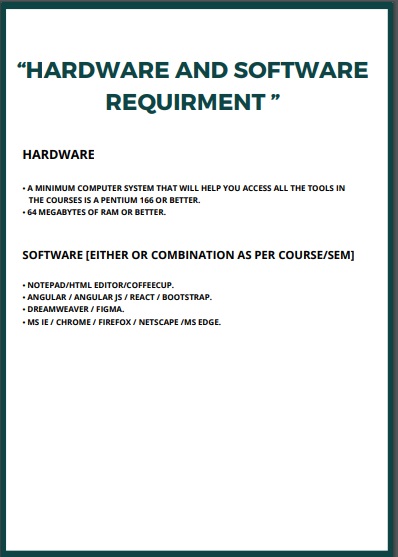 “HARDWARE AND SOFTWARE
REQUIRMENT ”
HARDWARE
• A MINIMUM COMPUTER SYSTEM THAT WILL HELP YOU ACCESS ALL THE TOOLS IN
THE COURSES IS A PENTIUM 166 OR BETTER.
• 64 MEGABYTES OF RAM OR BETTER.
SOFTWARE [EITHER OR COMBINATION AS PER COURSE/SEM]
• NOTEPAD/HTML EDITOR/COFFEECUP.
• ANGULAR / ANGULAR JS / REACT / BOOTSTRAP.
• DREAMWEAVER / FIGMA.
• MS IE / CHROME / FIREFOX / NETSCAPE /MS EDGE.